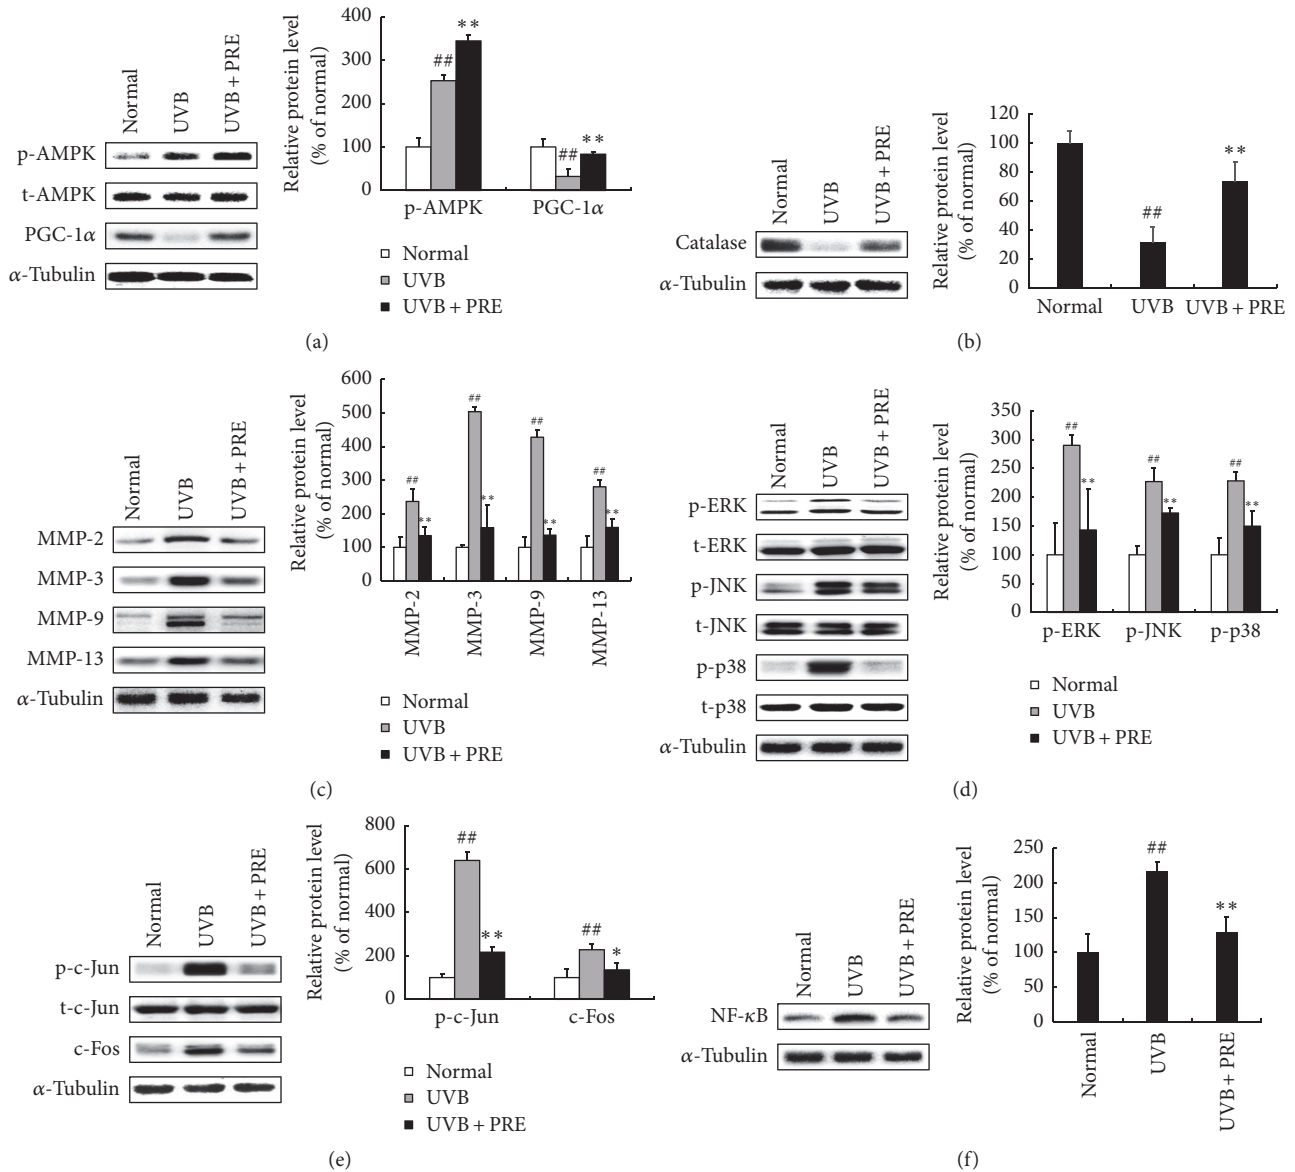 Normal
UVB
UVB + PRE
p-AMPK
t-AMPK
PGC-1α
α-Tubulin
Relative protein level
(% of normal)
400
300
200
100
0
##
**
##
**
p-AMPK
PGC-1α
Normal
UVB
UVB + PRE
(a)
Normal
UVB
UVB + PRE
Catalase
α-Tubulin
Relative protein level
(% of normal)
120
100
80
60
40
20
0
##
**
Normal
UVB
UVB + PRE
(b)
Normal
UVB
UVB + PRE
MMP-2
MMP-3
MMP-9
MMP-13
α-Tubulin
Relative protein level
(% of normal)
600
500
400
300
200
100
0
##
**
##
**
##
**
##
**
MMP-2
MMP-3
MMP-9
MMP-13
Normal
UVB
UVB + PRE
(c)
Normal
UVB
UVB + PRE
p-ERK
t-ERK
p-JNK
t-JNK
p-p38
t-p38
α-Tubulin
Relative protein level
(% of normal)
350
300
250
200
150
100
50
0
##
**
##
**
##
**
p-ERK
p-JNK
p-p38
Normal
UVB
UVB + PRE
(d)
Normal
UVB
UVB + PRE
p-c-Jun
t-c-Jun
c-Fos
α-Tubulin
Relative protein level
(% of normal)
800
600
400
200
0
##
**
##
*
p-c-Jun
c-Fos
Normal
UVB
UVB + PRE
(e)
Normal
UVB
UVB + PRE
NF-κB
α-Tubulin
Relative protein level
(% of normal)
250
200
150
100
50
0
##
**
Normal
UVB
UVB + PRE
(f)